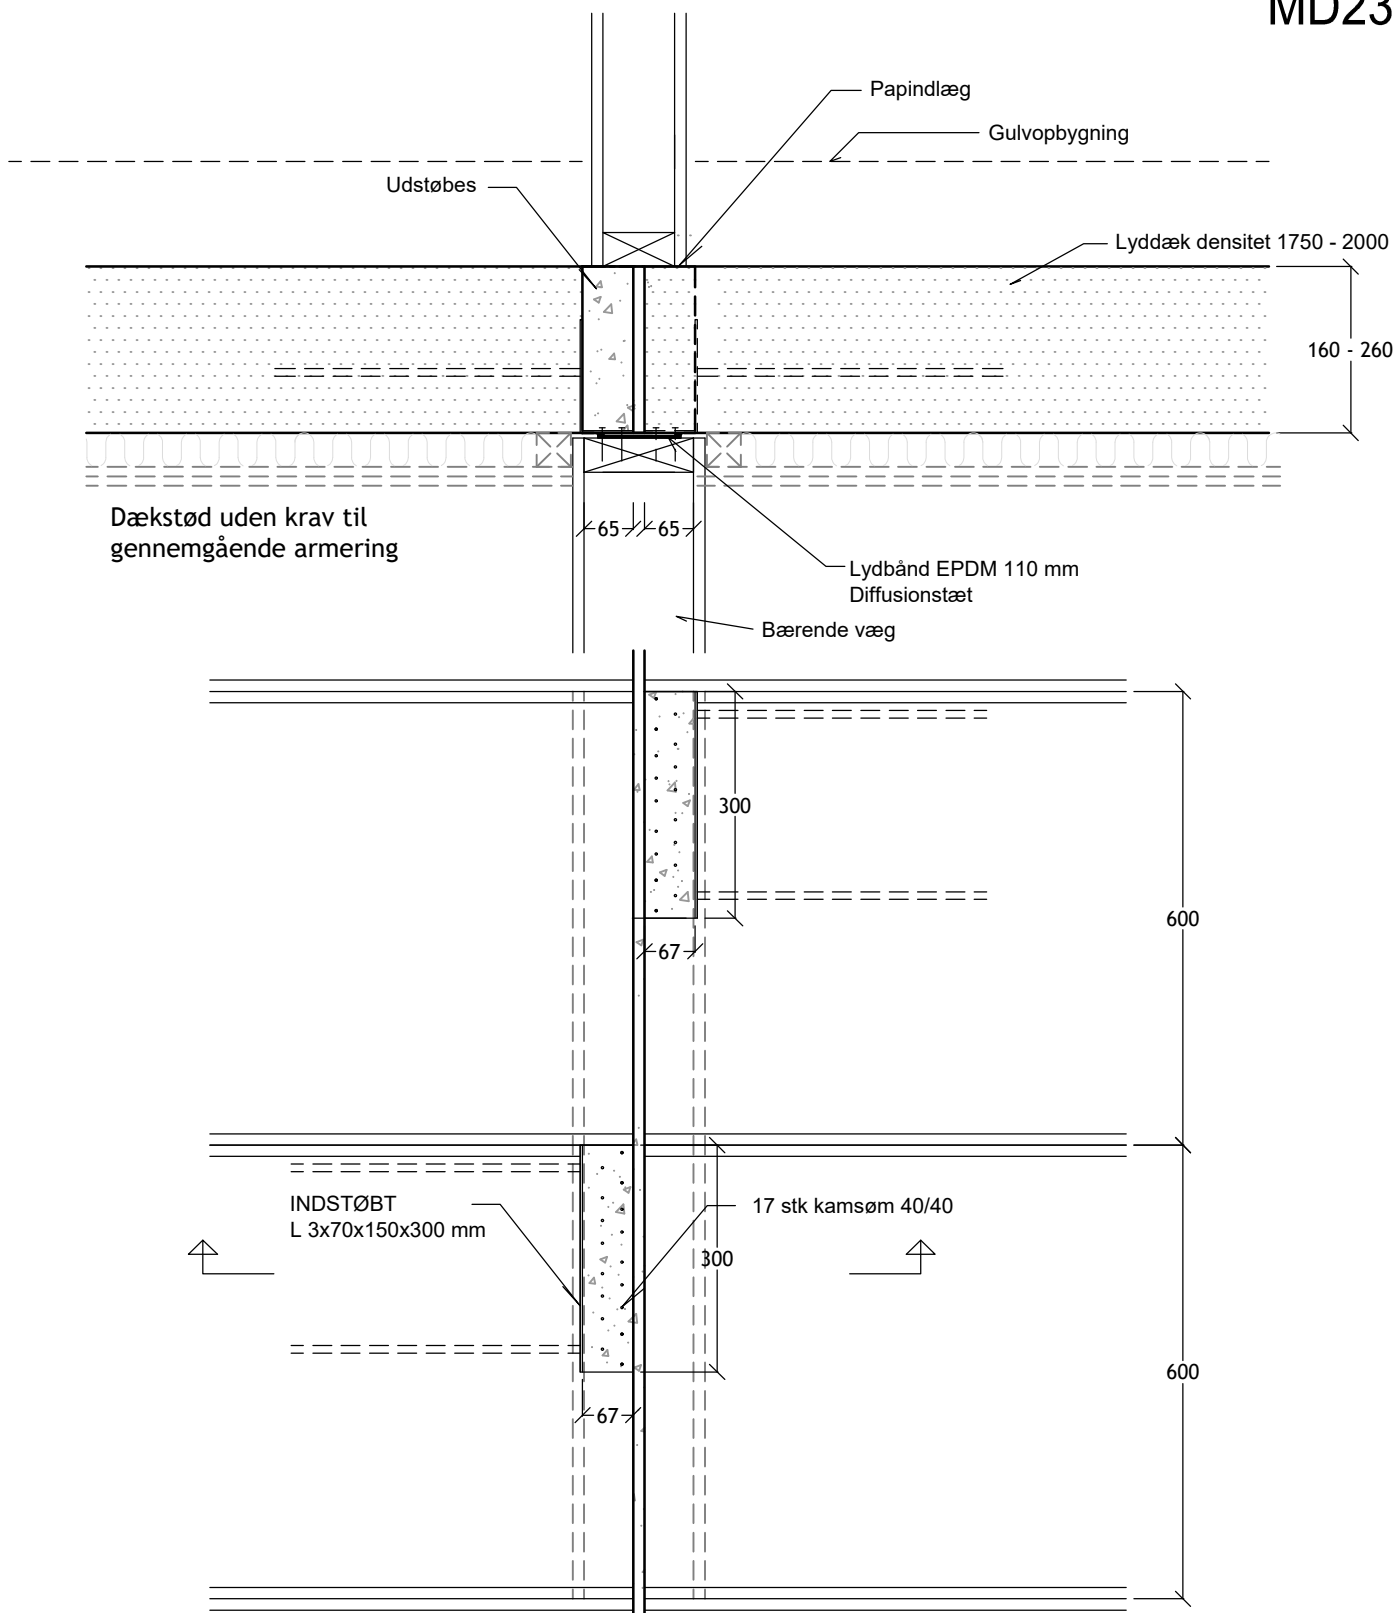 MD23
Papindlæg
Gulvopbygning
Udstøbes
Lyddæk densitet 1750 - 2000
160 - 260
Dækstød uden krav til
gennemgående armering
65
65
Lydbånd EPDM 110 mm
Diffusionstæt
Bærende væg
300
600
67
INDSTØBT
L 3x70x150x300 mm
17 stk kamsøm 40/40
300
600
67